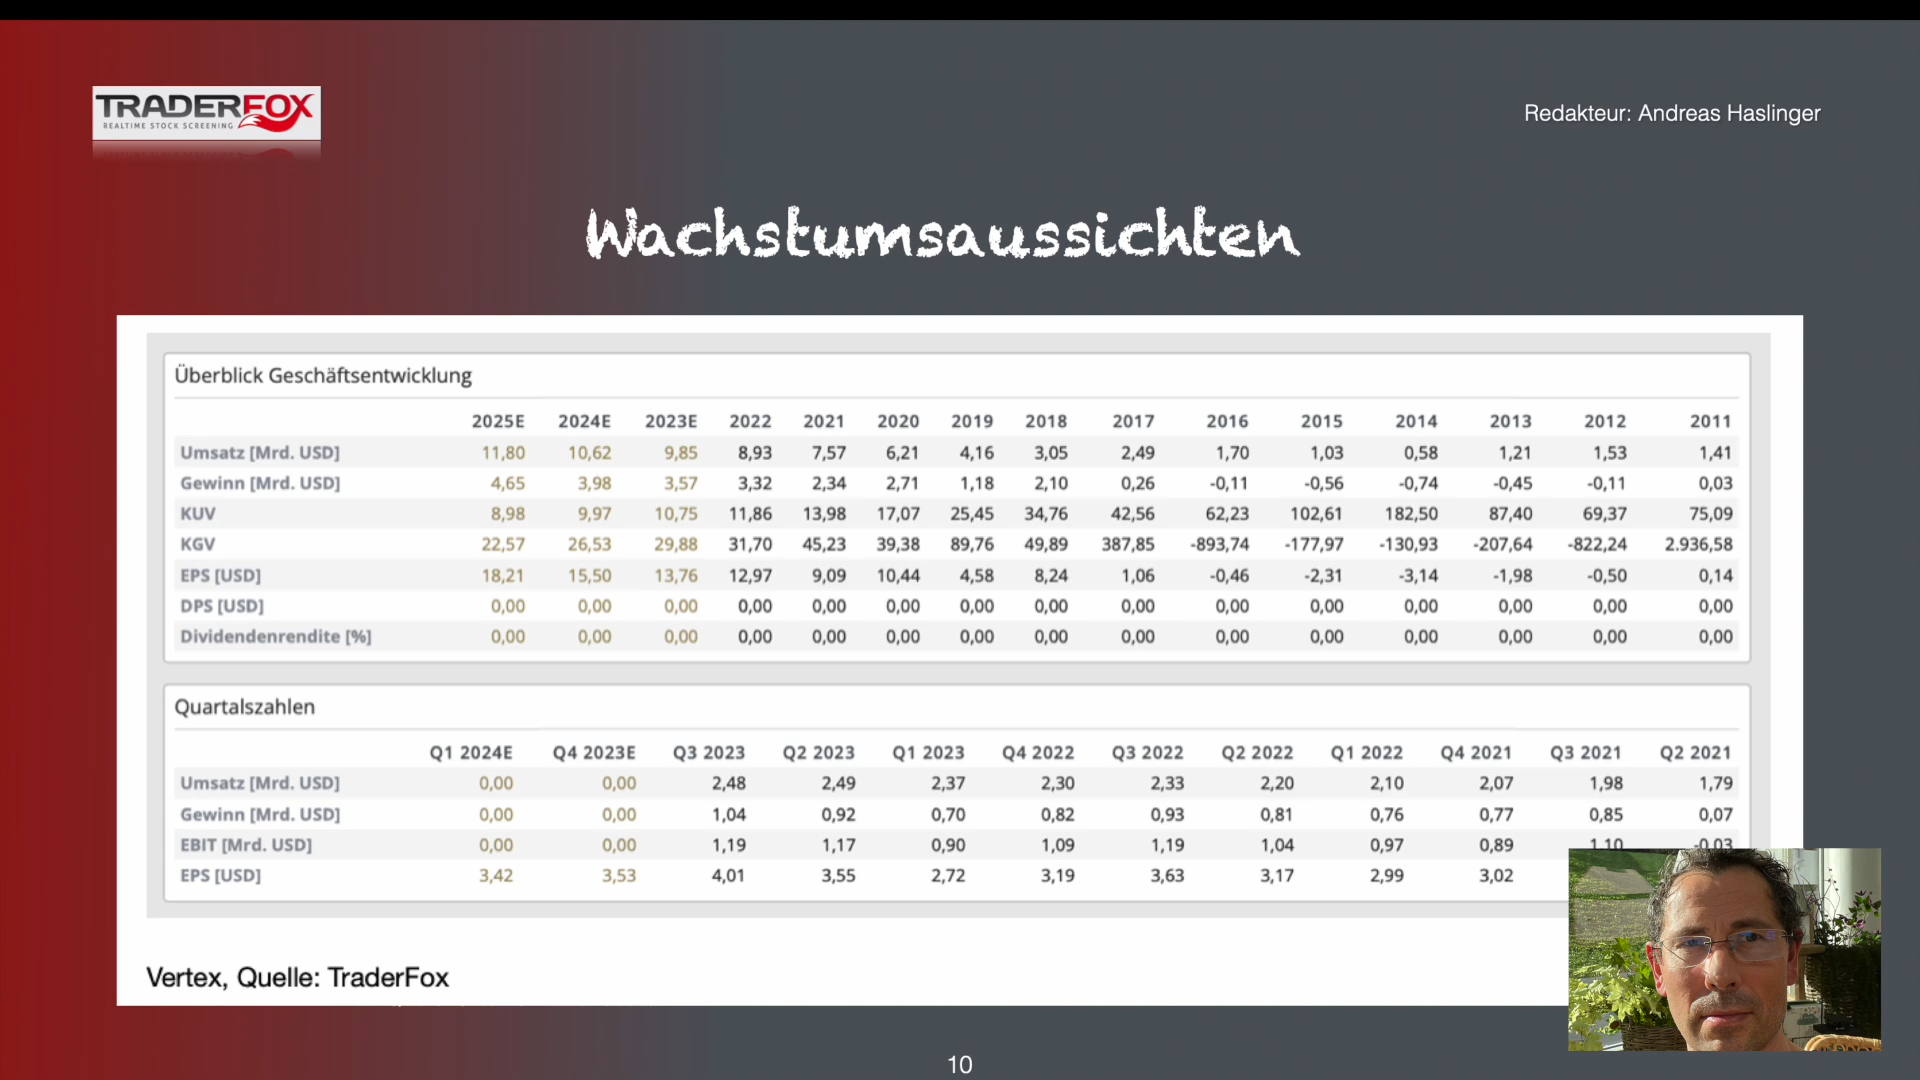 TRADERFOX
REALTIME STOCK SCREENING
Redakteur: Andreas Haslinger
Wachstumsaussichten
Überblick Geschäftsentwicklung
2025E 2024E 2023E 2022 2021 2020 2019 2018 2017 2016 2015 2014 2013 2012 2011
Umsatz [Mrd. USD] 11,80 10,62 9,85 8,93 7,57 6,21 4,16 3,05 2,49 1,70 1,03 0,58 1,21 1,53 1,41
Gewinn [Mrd. USD] 4,65 3,98 3,57 3,32 2,34 2,71 1,18 2,10 0,26 -0,11 -0,56 -0,74 -0,45 -0,11 0,03
KUV 8,98 9,97 10,75 11,86 13,98 17,07 25,45 34,76 42,56 62,23 102,61 182,50 87,40 69,37 75,09
KGV 22,57 26,53 29,88 31,70 45,23 39,38 89,76 49,89 387,85 -893,74 -177,97 -130,93 -207,64 -822,24 2.936,58
EPS [USD] 18,21 15,50 13,76 12,97 9,09 10,44 4,58 8,24 1,06 -0,46 -2,31 -3,14 -1,98 -0,50 0,14
DPS [USD] 0,00 0,00 0,00 0,00 0,00 0,00 0,00 0,00 0,00 0,00 0,00 0,00 0,00 0,00 0,00
Dividendenrendite [%] 0,00 0,00 0,00 0,00 0,00 0,00 0,00 0,00 0,00 0,00 0,00 0,00 0,00 0,00 0,00
Quartalszahlen
Q1 2024E Q4 2023E Q3 2023 Q2 2023 Q1 2023 Q4 2022 Q3 2022 Q2 2022 Q1 2022 Q4 2021 Q3 2021 Q2 2021
Umsatz [Mrd. USD] 0,00 0,00 2,48 2,49 2,37 2,30 2,33 2,20 2,10 2,07 1,98 1,79
Gewinn [Mrd. USD] 0,00 0,00 1,04 0,92 0,70 0,82 0,93 0,81 0,76 0,77 0,85 0,07
EBIT [Mrd. USD] 0,00 0,00 1,19 1,17 0,90 1,09 1,19 1,04 0,97 0,89 1,10 -0,03
EPS [USD] 3,42 3,53 4,01 3,55 2,72 3,19 3,63 3,17 2,99 3,02
Vertex, Quelle: TraderFox
10